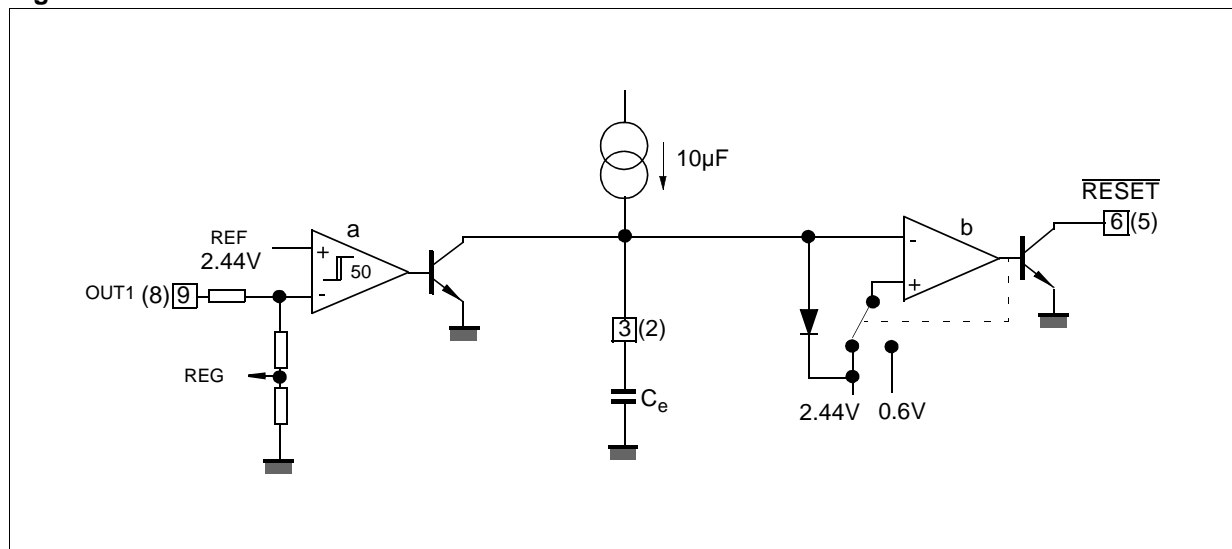 10µF
RESET
6 (5)
a
b
REF
2.44V
+
50
-
-
+
OUT1 (8) 9
3 (2)
REG
Ce
2.44V
0.6V